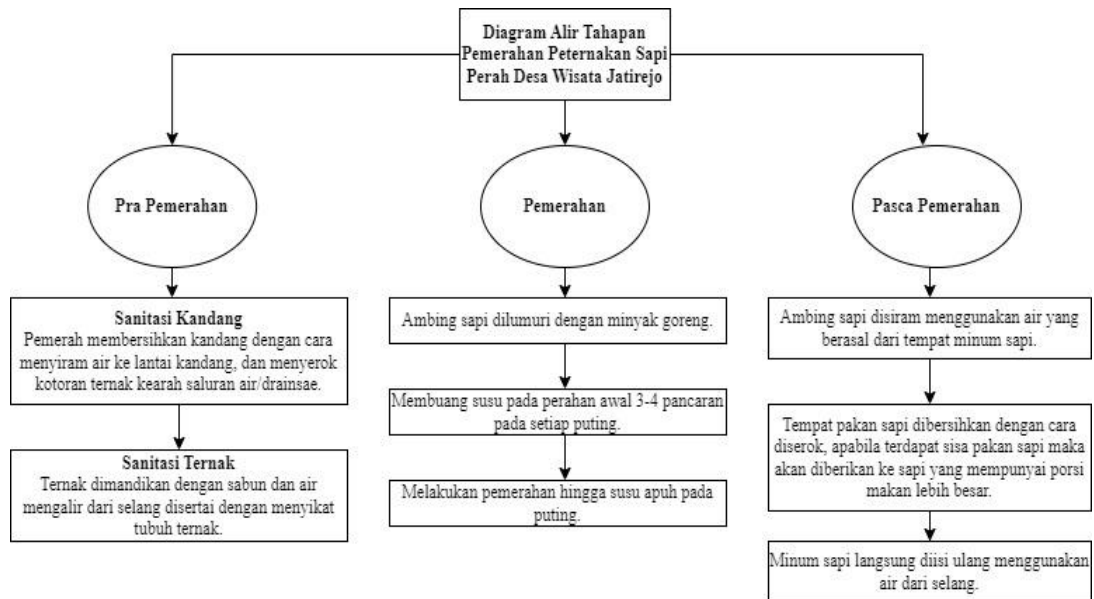 Diagram Alir Tahapan
Pemerahan Peternakan Sapi
Perah Desa Wisata Jatirejo
Pra Pemerahan
Sanitasi Kandang
Pemerah membersihkan kandang dengan cara
menyiram air ke lantai kandang, dan menyerok
kotoran ternak kearah saluran air/drainsae.
Sanitasi Ternak
Ternak dimandikan dengan sabun dan air
mengalir dari selang disertai dengan menyikat
tubuh ternak.
Pemerahan
Ambing sapi dilumuri dengan minyak goreng.
Membuang susu pada perahan awal 3-4 pancaran
pada setiap puting.
Melakukan pemerahan hingga susu apuh pada
puting.
Pasca Pemerahan
Ambing sapi disiram menggunakan air yang
berasal dari tempat minum sapi.
Tempat pakan sapi dibersihkan dengan cara
diserok, apabila terdapat sisa pakan sapi maka
akan diberikan ke sapi yang mempunyai porsi
makan lebih besar.
Minum sapi langsung diisi ulang menggunakan
air dari selang.